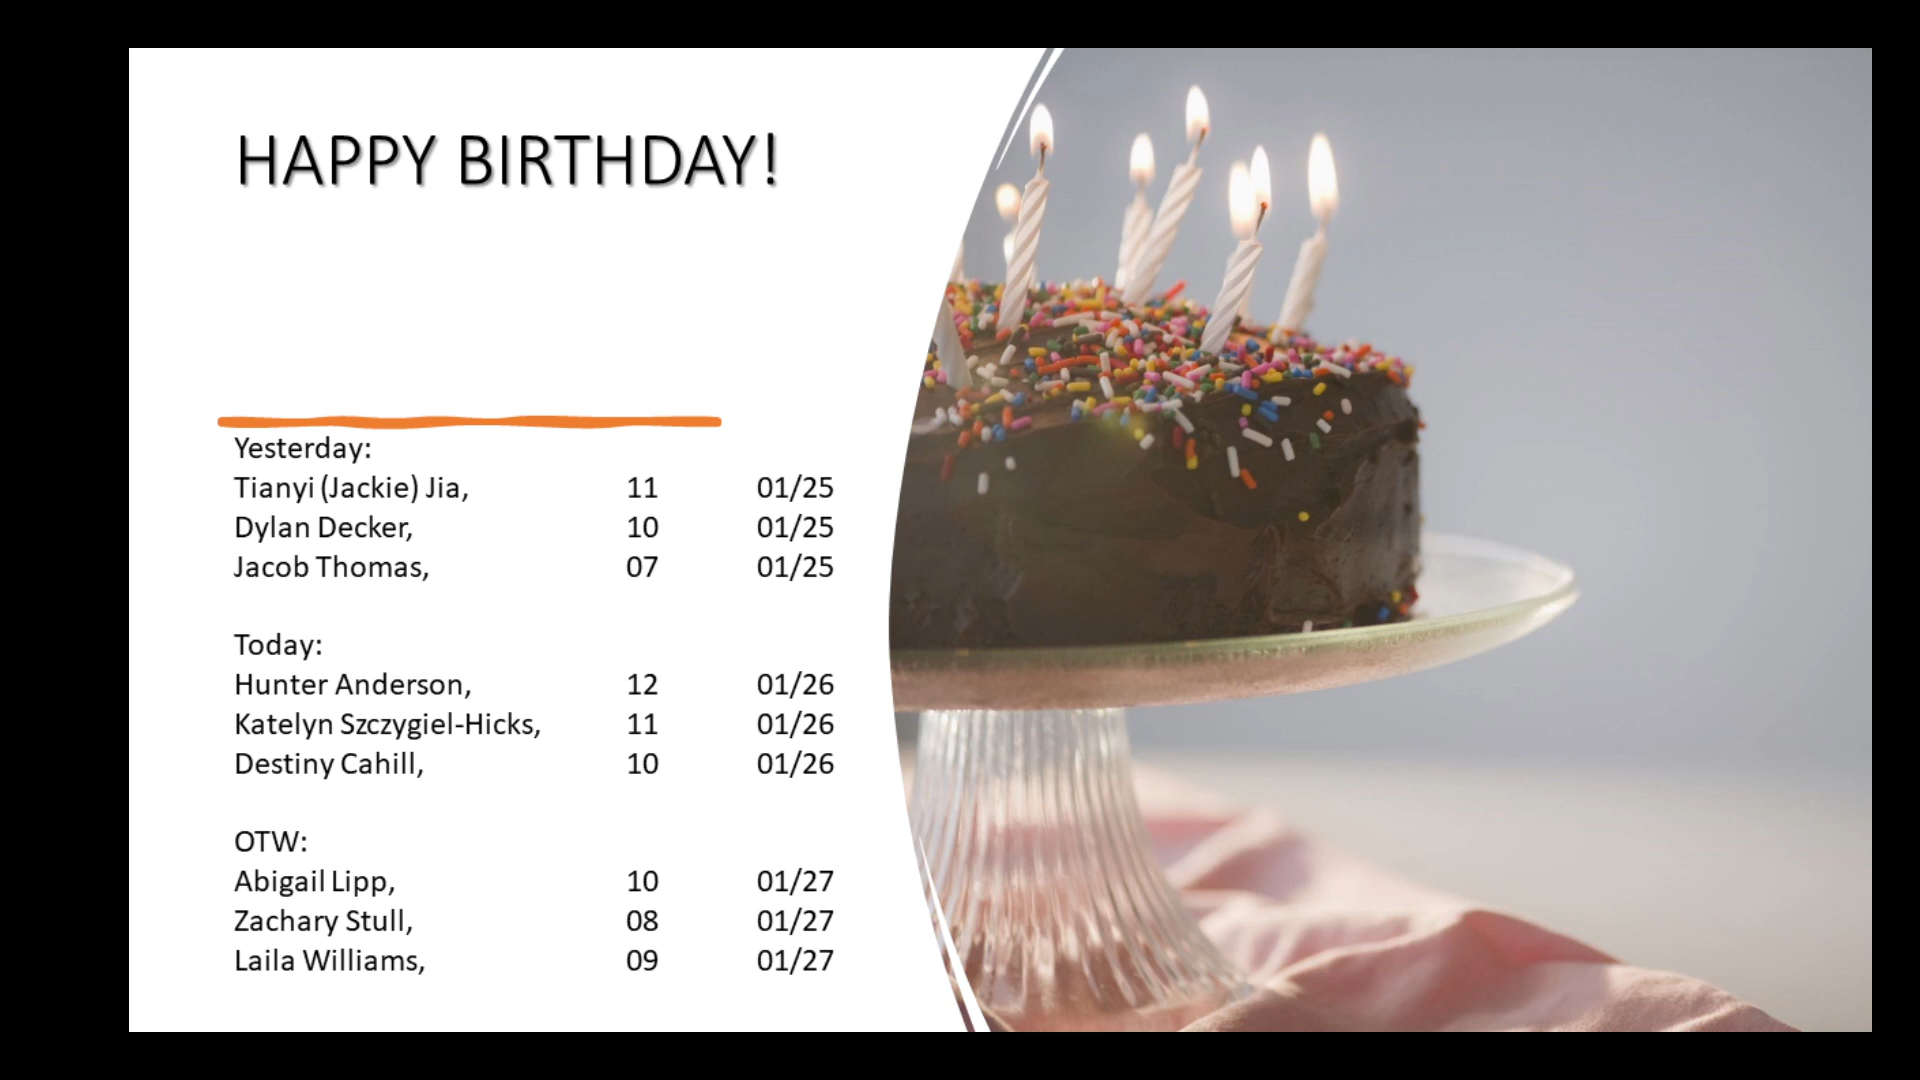 HAPPY BIRTHDAY!
Yesterday:
Tianyi (Jackie) Jia, 11 01/25
Dylan Decker, 10 01/25
Jacob Thomas, 07 01/25
Today:
Hunter Anderson, 12 01/26
Katelyn Szczygiel-Hicks, 11 01/26
Destiny Cahill, 10 01/26
OTW:
Abigail Lipp, 10 01/27
Zachary Stull, 08 01/27
Laila Williams, 09 01/27